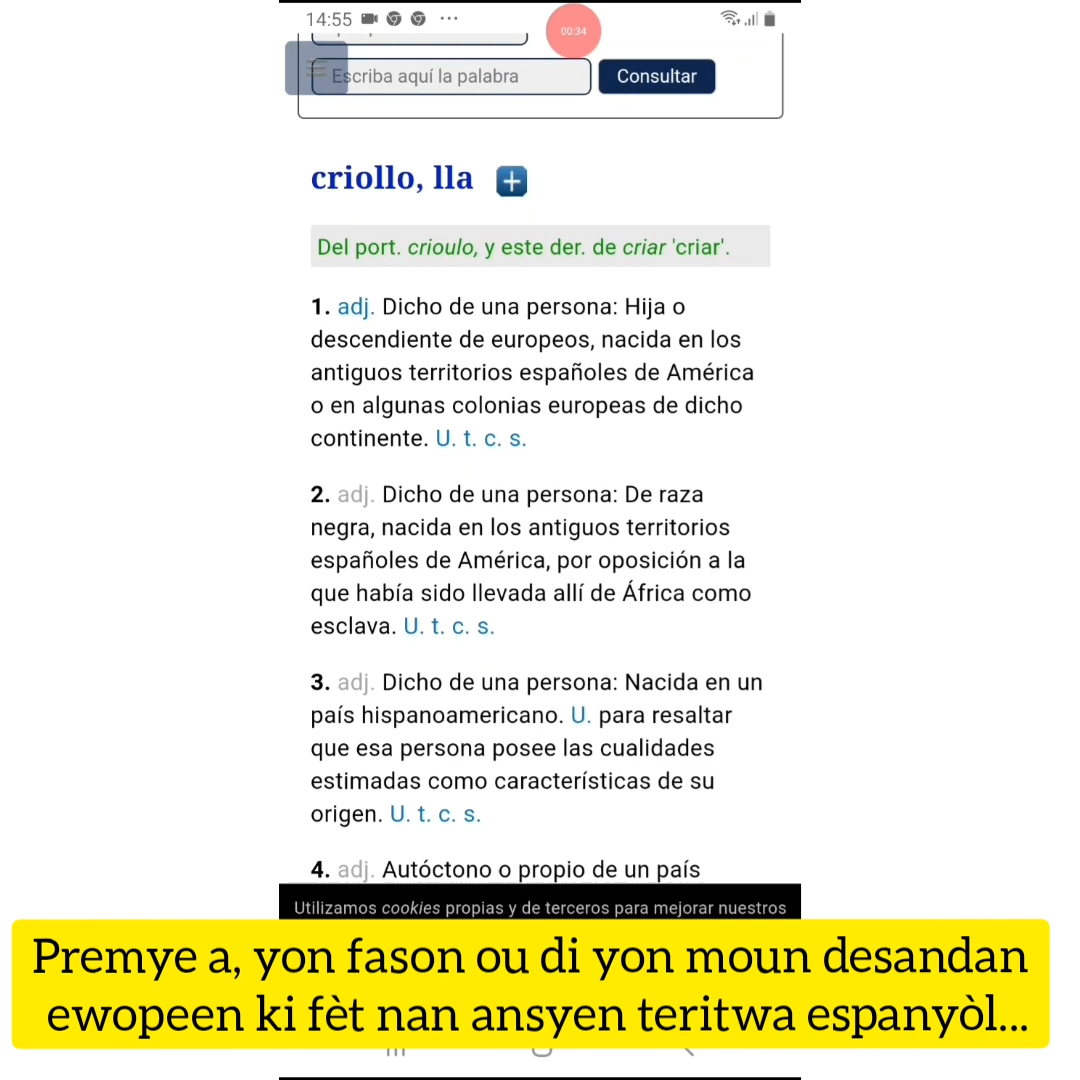 14:55
00:34
Escriba aquí la palabra
Consultar
criollo, lla
Del port. crioulo, y este der. de criar 'criar'.
1. adj. Dicho de una persona: Hija o
descendiente de europeos, nacida en los
antiguos territorios españoles de América
o en algunas colonias europeas de dicho
continente. U. t. c. s.
2. adj. Dicho de una persona: De raza
negra, nacida en los antiguos territorios
españoles de América, por oposición a la
que había sido llevada allí de África como
esclava. U. t. c. s.
3. adj. Dicho de una persona: Nacida en un
país hispanoamericano. U. para resaltar
que esa persona posee las cualidades
estimadas como características de su
origen. U. t. c. s.
4. adj. Autóctono o propio de un país
Utilizamos cookies propias y de terceros para mejorar nuestros
Premye a, yon fason ou di yon moun desandan
ewopeen ki fèt nan ansyen teritwa espanyòl...